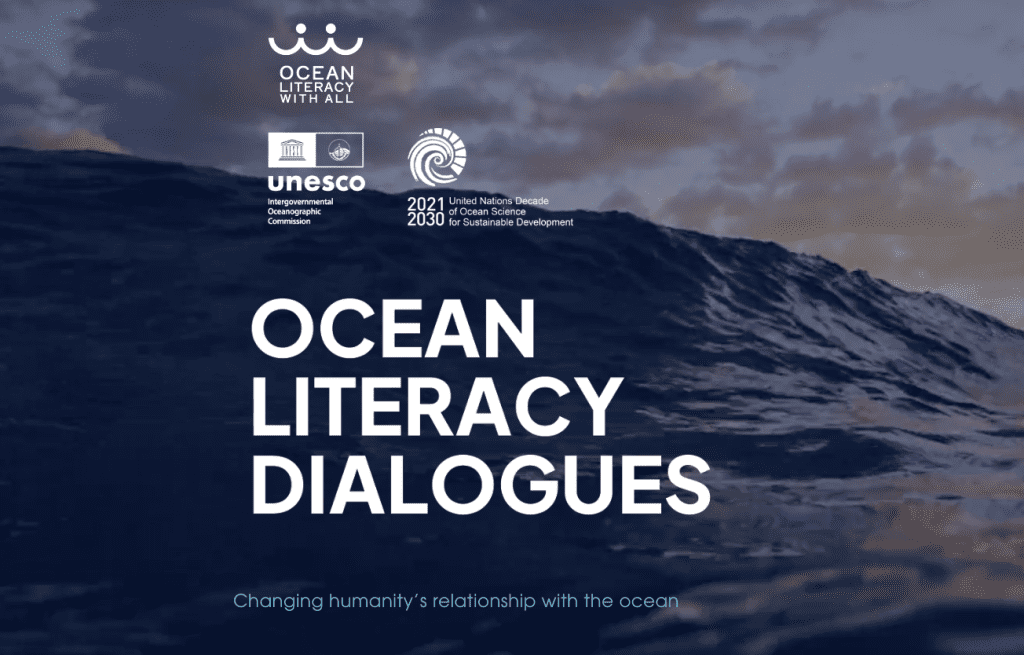 OCEAN
LITERACY
WITH ALL
unesco
Intergovernmental
Oceanographic
Commission
2021
2030
United Nations Decade
of Ocean Science
for Sustainable Development
OCEAN
LITERACY
DIALOGUES
Changing humanity's relationship with the ocean